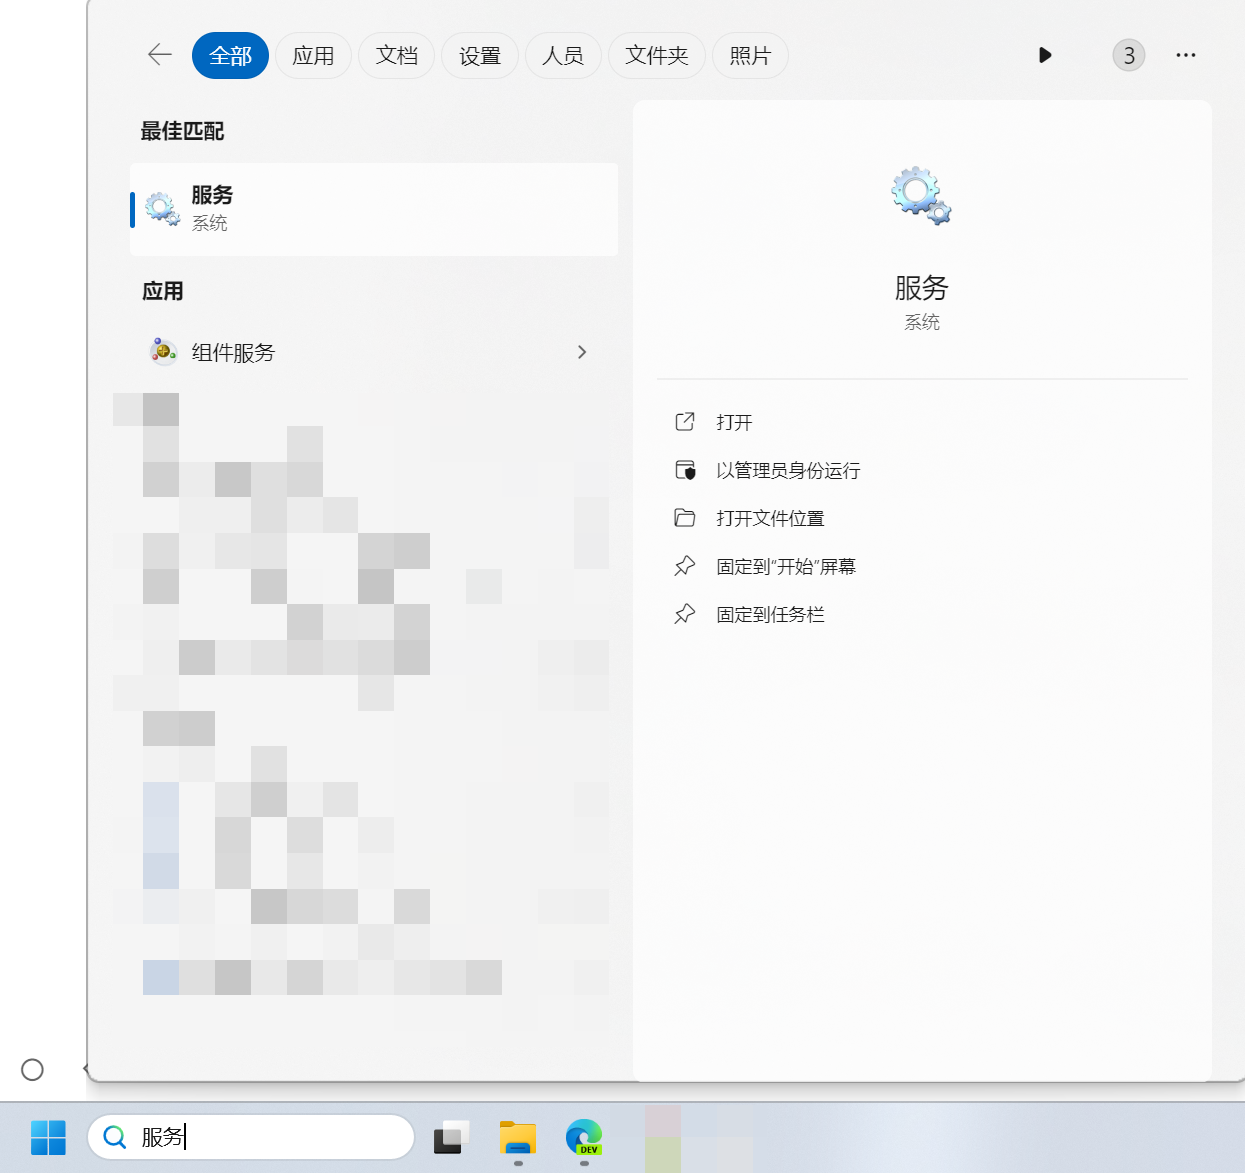 全部 应用 文档 设置 人员 文件夹 照片 3
最佳匹配
服务
系统
应用
组件服务
服务
系统
打开
以管理员身份运行
打开文件位置
固定到“开始”屏幕
固定到任务栏
服务
DEV